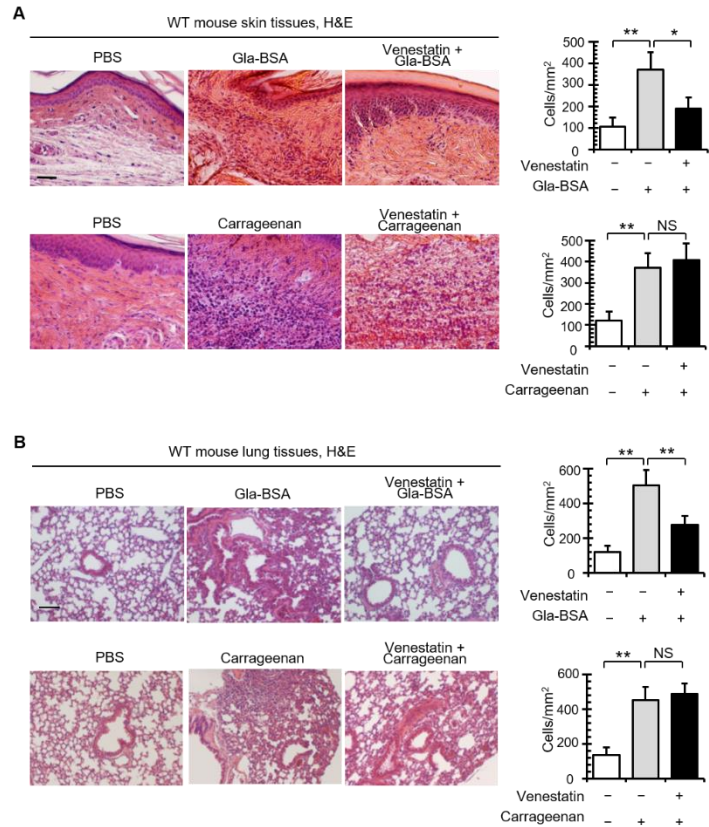 A
WT mouse skin tissues, H&E
PBS
Gla-BSA
Venestatin +
Gla-BSA
**
*
500
400
300
200
100
0
Cells/mm²
Venestatin – – +
Gla-BSA – + +
PBS
Carrageenan
Venestatin +
Carrageenan
**
NS
500
400
300
200
100
0
Cells/mm²
Venestatin – – +
Carrageenan – + +
B
WT mouse lung tissues, H&E
PBS
Gla-BSA
Venestatin +
Gla-BSA
**
**
600
400
200
0
Cells/mm²
Venestatin – – +
Gla-BSA – + +
PBS
Carrageenan
Venestatin +
Carrageenan
**
NS
600
400
200
0
Cells/mm²
Venestatin – – +
Carrageenan – + +